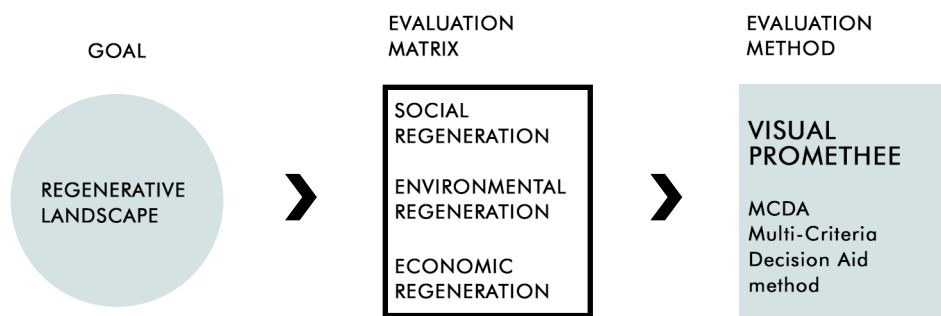 GOAL
REGENERATIVE
LANDSCAPE
EVALUATION
MATRIX
SOCIAL
REGENERATION
ENVIRONMENTAL
REGENERATION
ECONOMIC
REGENERATION
EVALUATION
METHOD
VISUAL
PROMETHEE
MCDA
Multi-Criteria
Decision Aid
method